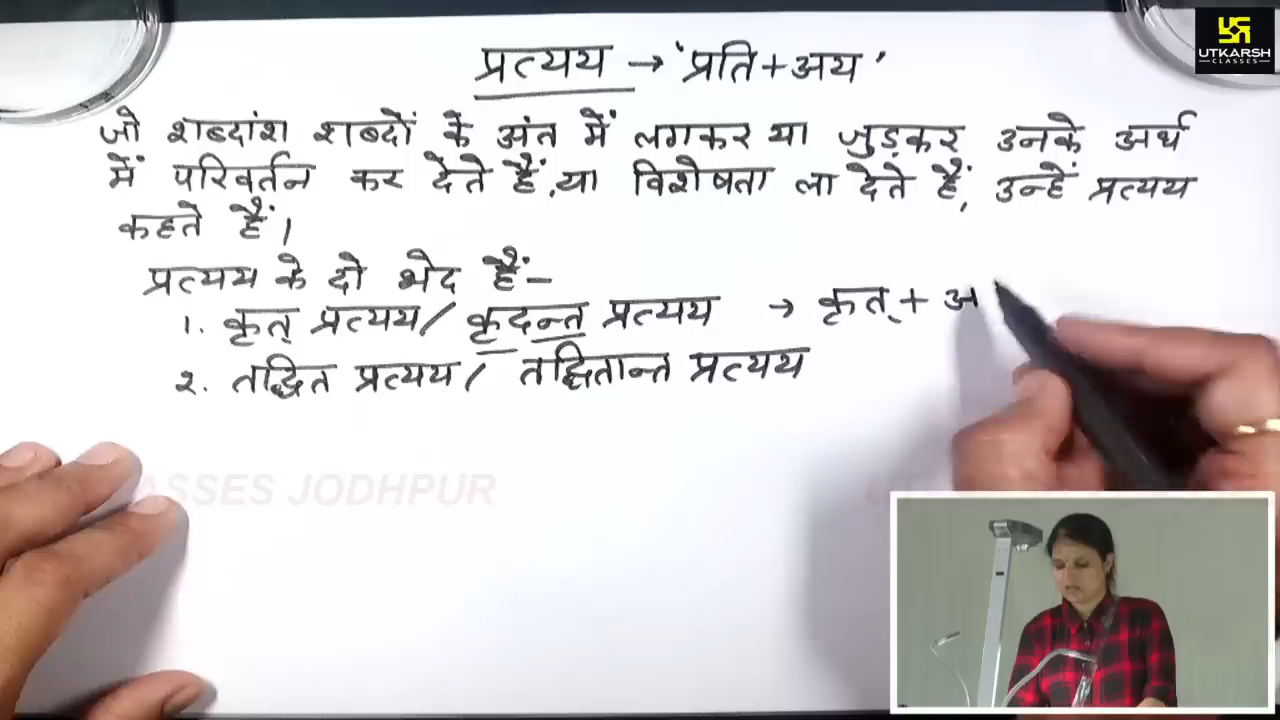 UTKARSH
CLASSES
प्रत्यय → 'प्रति + अय'
जो शब्दांश शब्दों के अंत में लगकर या जुड़कर उनके अर्थ
में परिवर्तन कर देते हैं, या विशेषता ला देते हैं, उन्हें प्रत्यय
कहते हैं।
प्रत्यय के दो भेद हैं-
1. कृत् प्रत्यय/ कृदन्त प्रत्यय → कृत् + अ
२. तद्धित प्रत्यय/ तद्धितान्त प्रत्यय
ASSES JODHPUR